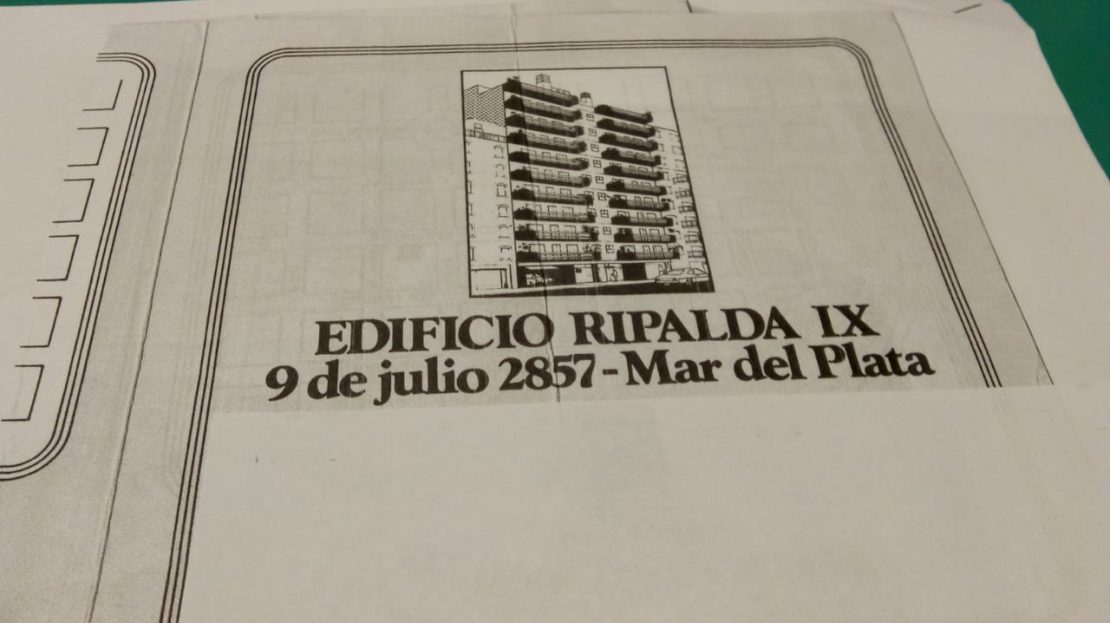 EDIFICIO RIPALDA IX
9 de julio 2857-Mar del Plata